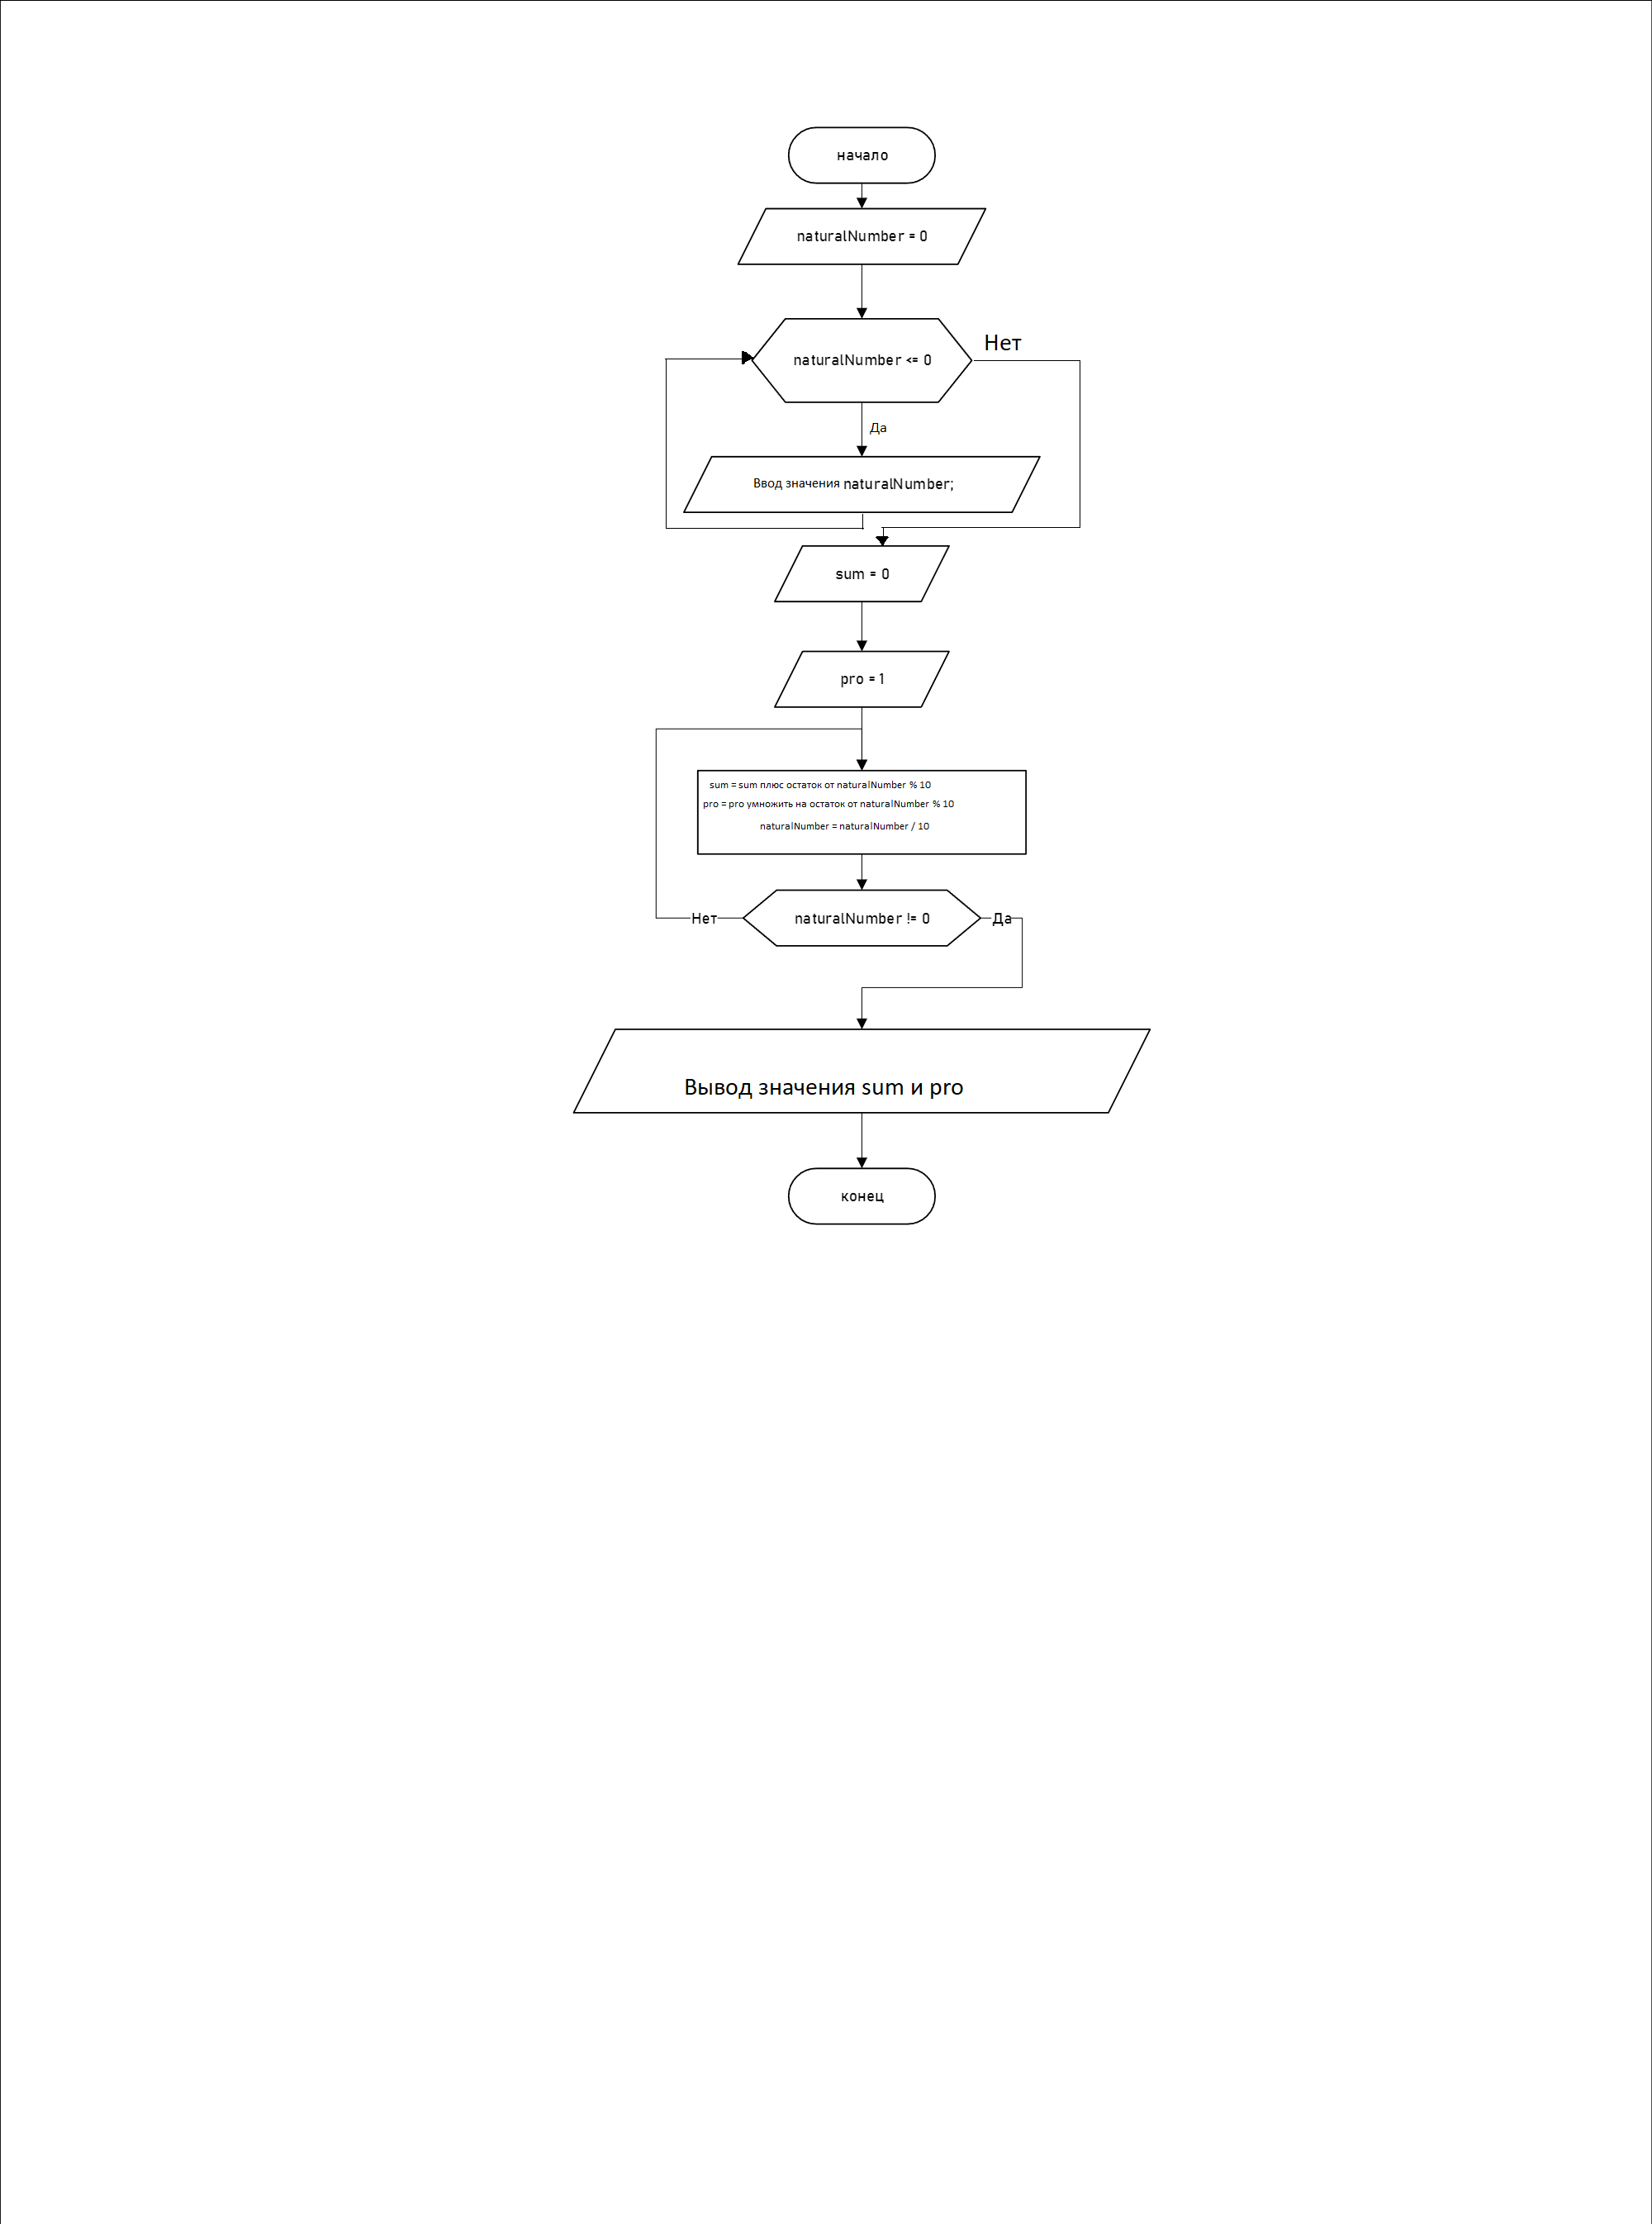 начало
naturalNumber = 0
naturalNumber <= 0
Нет
Да
Ввод значения naturalNumber;
sum = 0
pro = 1
sum = sum плюс остаток от naturalNumber % 10
pro = pro умножить на остаток от naturalNumber % 10
naturalNumber = naturalNumber / 10
Нет
naturalNumber != 0
Да
Вывод значения sum и pro
конец